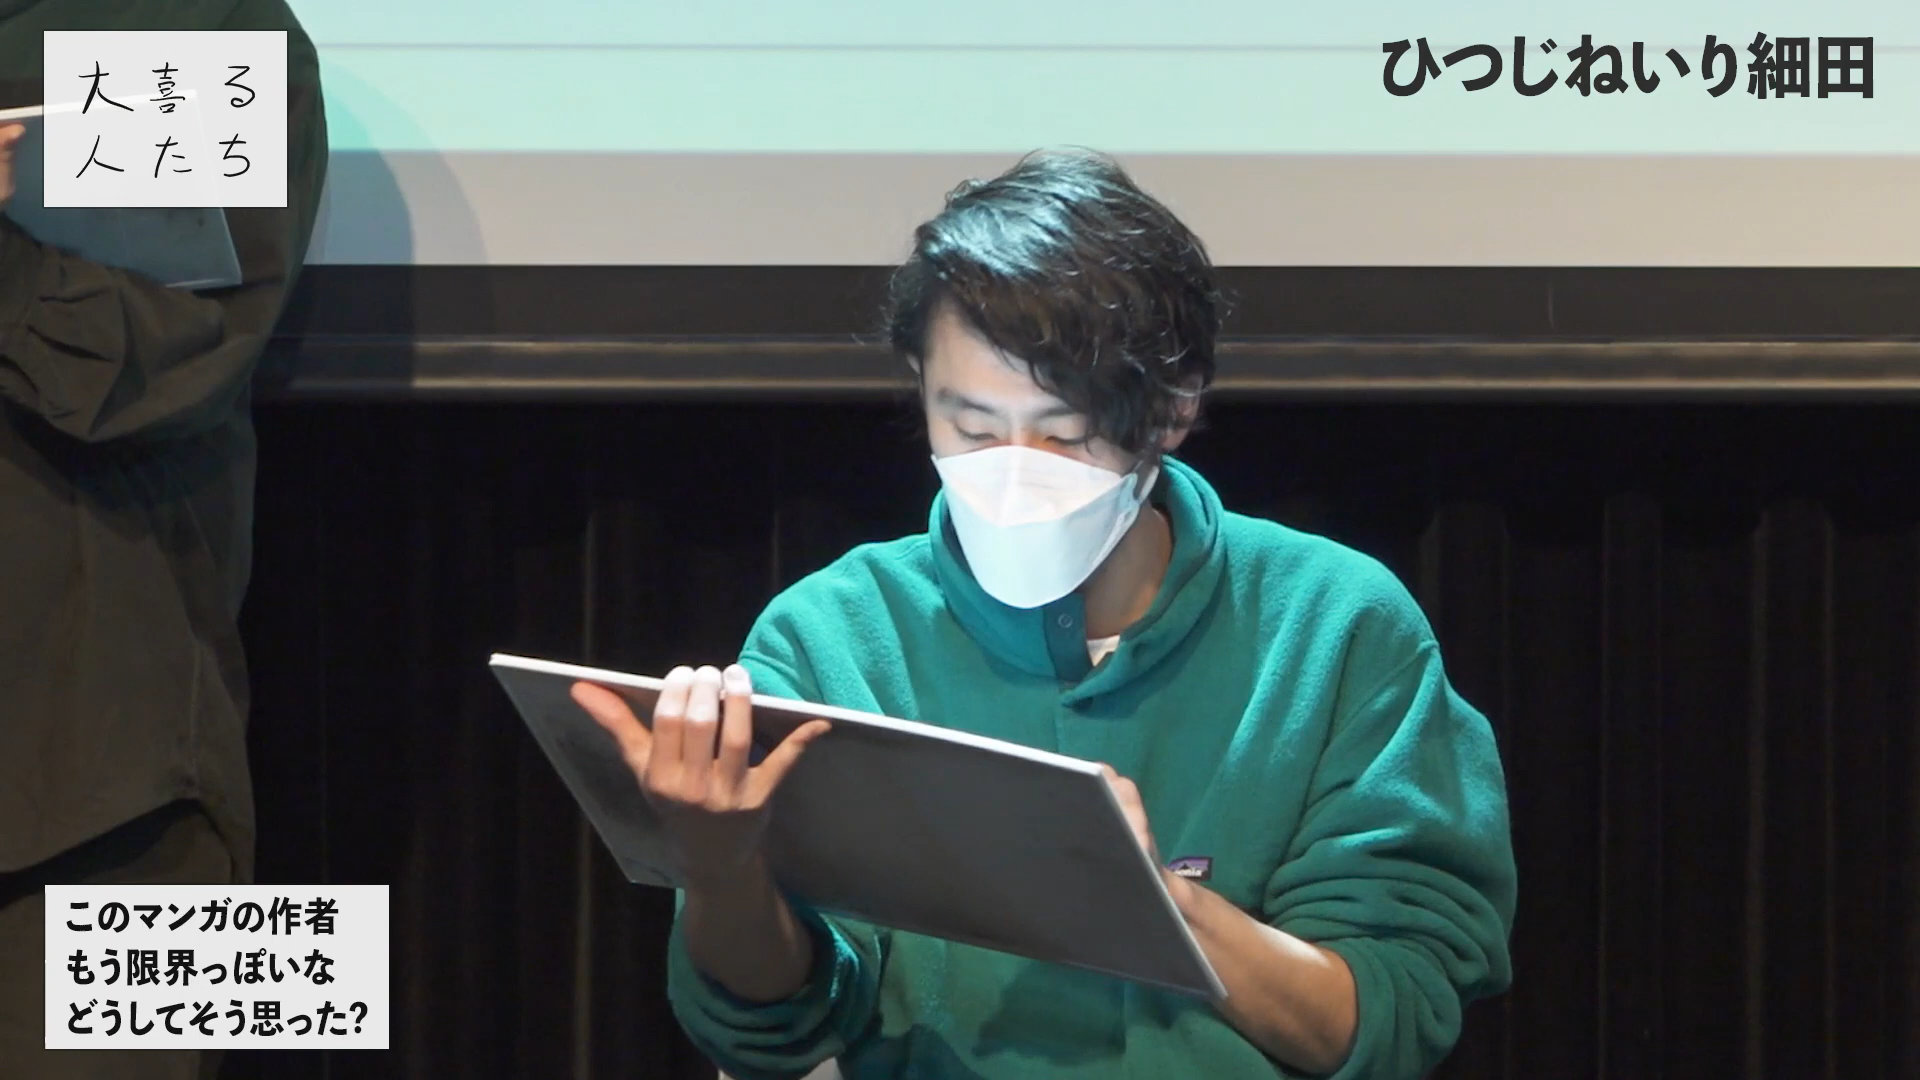 大喜る
人たち
ひつじねいり細田
このマンガの作者
もう限界っぽいな
どうしてそう思った?